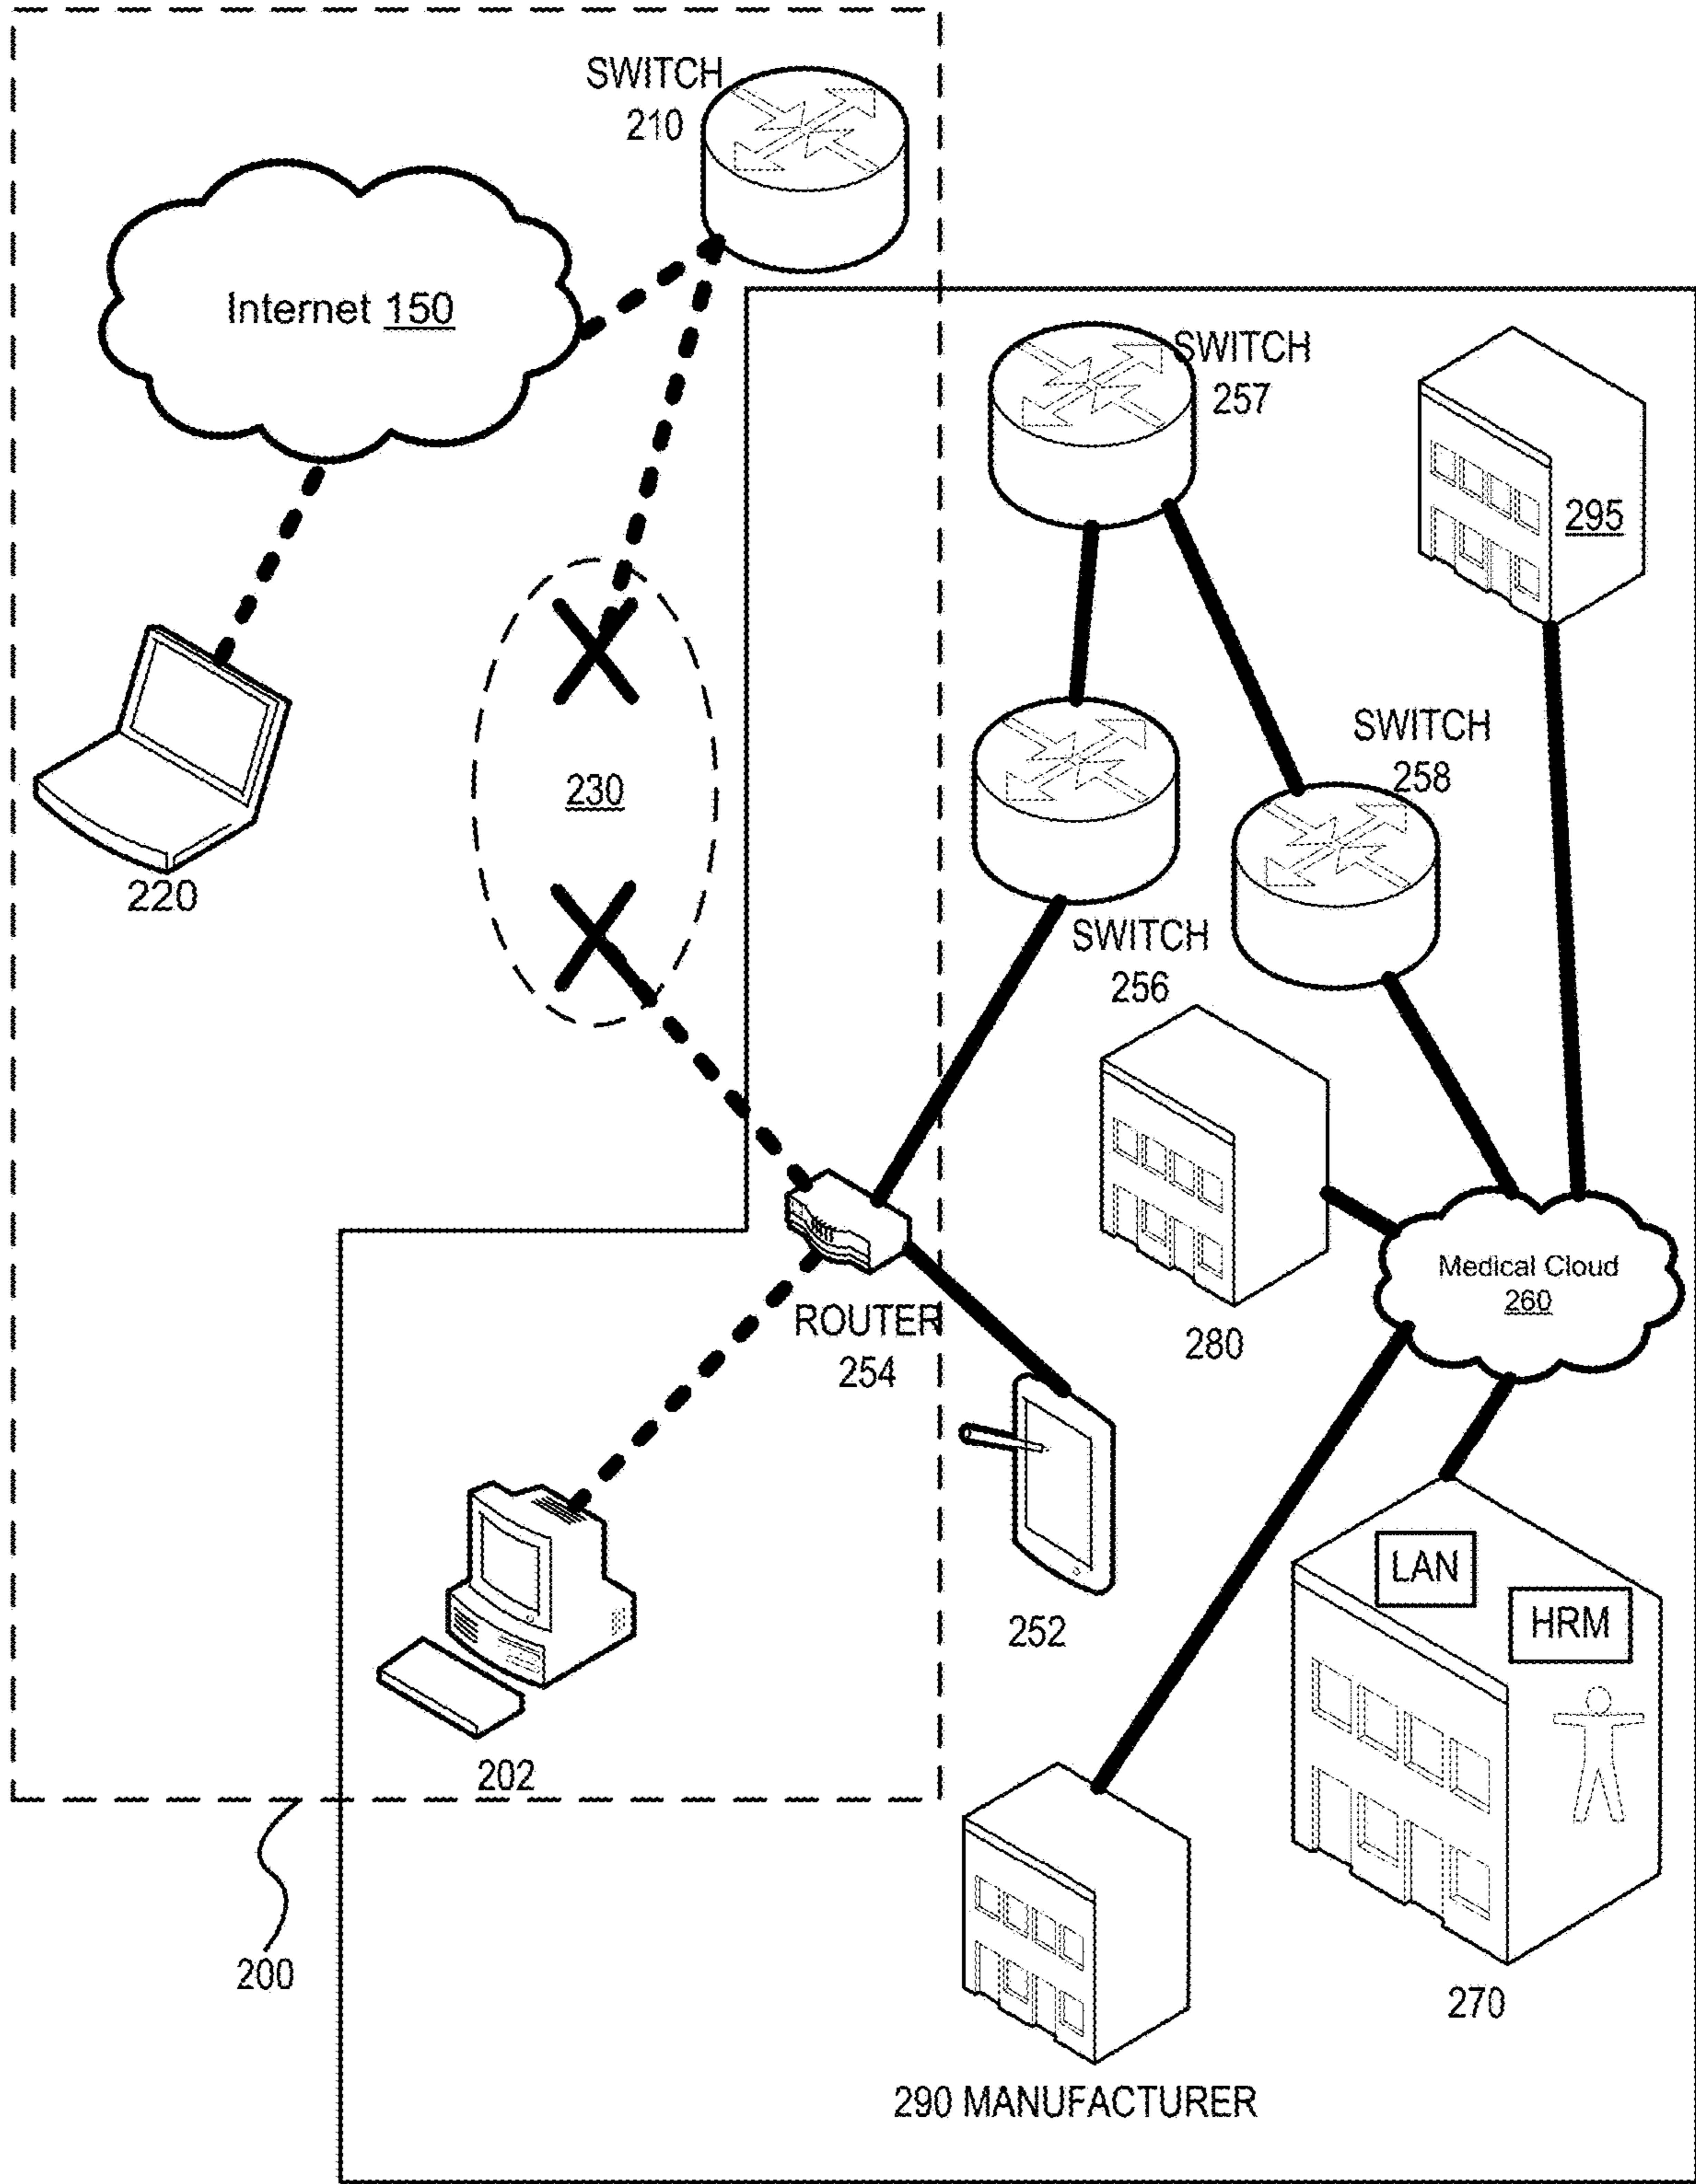 SWITCH
210
Internet 150
SWITCH
257
295
SWITCH
258
230
220
SWITCH
256
Medical Cloud
260
ROUTER
254
280
LAN
HRM
252
202
200
270
290 MANUFACTURER